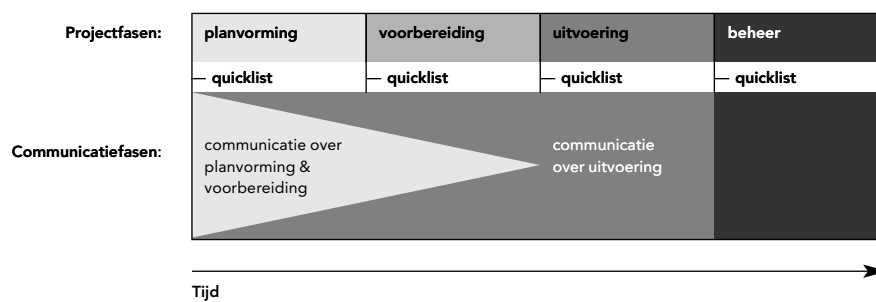 Projectfasen: planvorming voorbereiding uitvoering beheer
quicklist quicklist quicklist quicklist
Communicatiefasen:
communicatie over
planvorming &
voorbereiding
communicatie
over uitvoering
Tijd